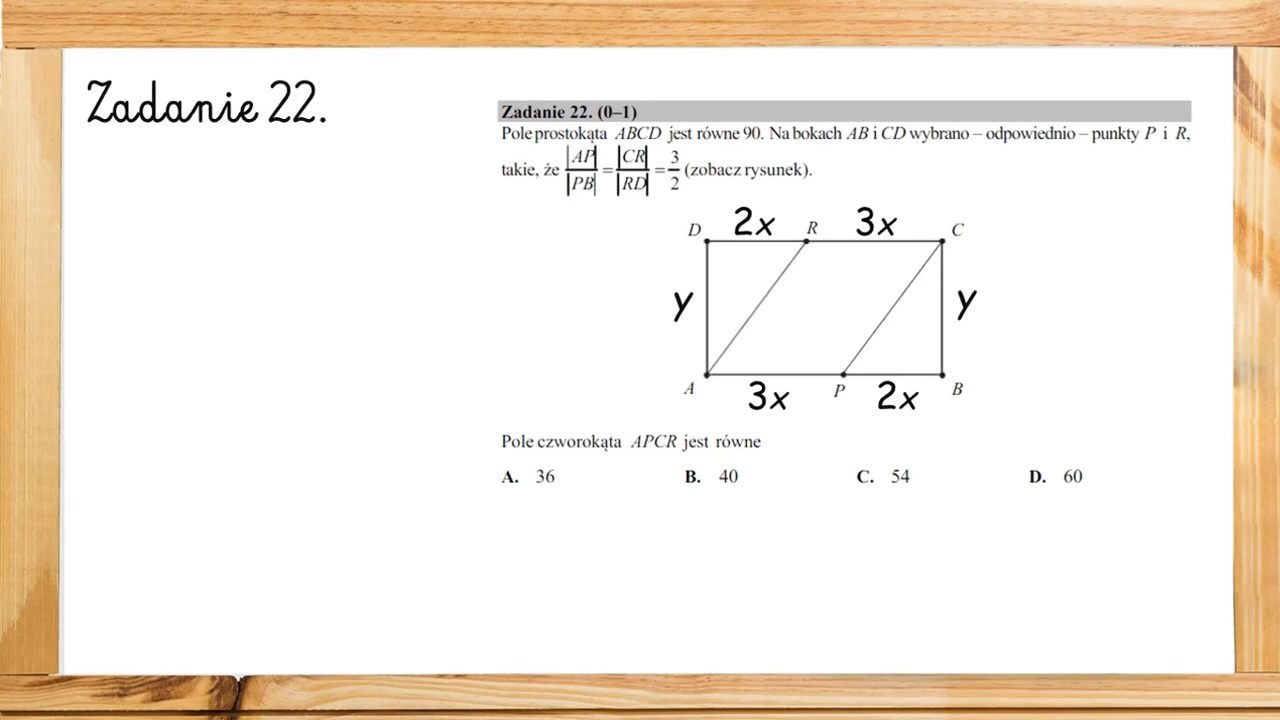 Zadanie 22.
Zadanie 22. (0–1)
Pole prostokąta ABCD jest równe 90. Na bokach AB i CD wybrano – odpowiednio – punkty P i R,
takie, że |AP|/|PB| = |CR|/|RD| = 3/2 (zobacz rysunek).
D 2x R 3x C
y y
A 3x P 2x B
Pole czworokąta APCR jest równe
A. 36 B. 40 C. 54 D. 60